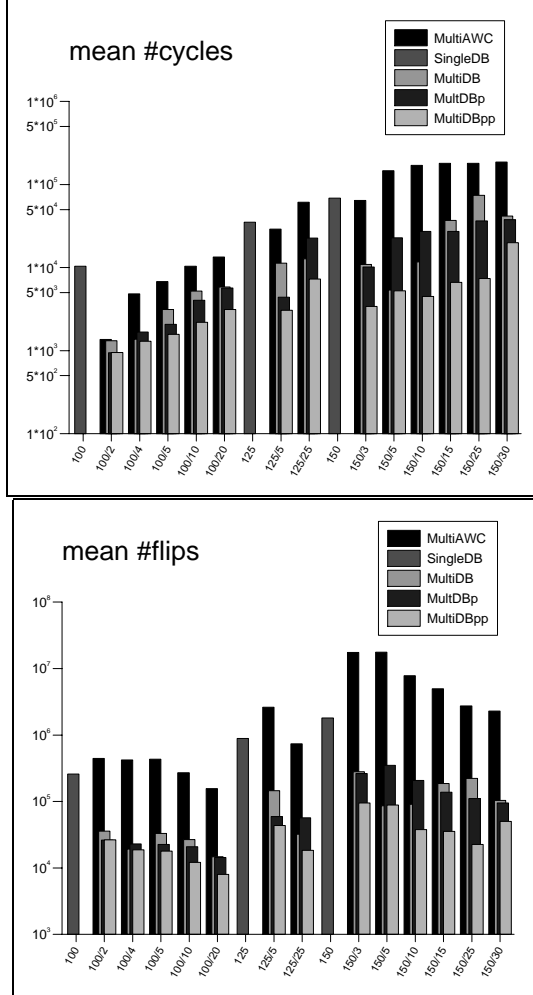 mean #cycles
MultiAWC
SingleDB
MultiDB
MultDBp
MultiDBpp
1*10^6
5*10^5
1*10^5
5*10^4
1*10^4
5*10^3
1*10^3
5*10^2
1*10^2
100 100/2 100/4 100/5 100/10 100/20 125 125/5 125/25 150 150/3 150/5 150/10 150/15 150/25 150/30
mean #flips
MultiAWC
SingleDB
MultiDB
MultDBp
MultiDBpp
10^8
10^7
10^6
10^5
10^4
10^3
100 100/2 100/4 100/5 100/10 100/20 125 125/5 125/25 150 150/3 150/5 150/10 150/15 150/25 150/30